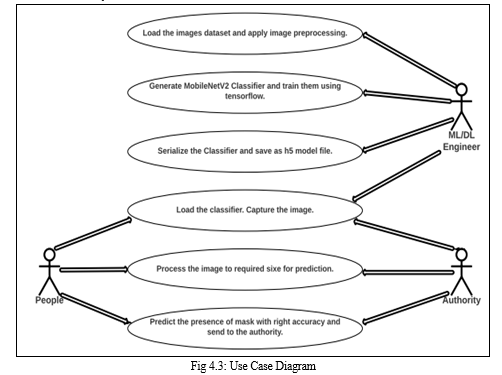 Load the images dataset and apply image preprocessing.
Generate MobileNetV2 Classifier and train them using
tensorflow.
ML/DL
Engineer
Serialize the Classifier and save as h5 model file.
Load the classifier. Capture the image.
Process the image to required sixe for prediction.
People
Authority
Predict the presence of mask with right accuracy and
send to the authority.
Fig 4.3: Use Case Diagram